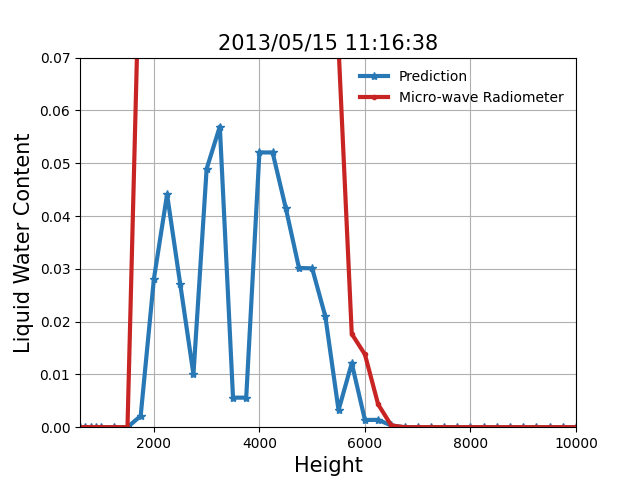 2013/05/15 11:16:38
Prediction
Micro-wave Radiometer
Liquid Water Content
0.07
0.06
0.05
0.04
0.03
0.02
0.01
0.00
2000 4000 6000 8000 10000
Height